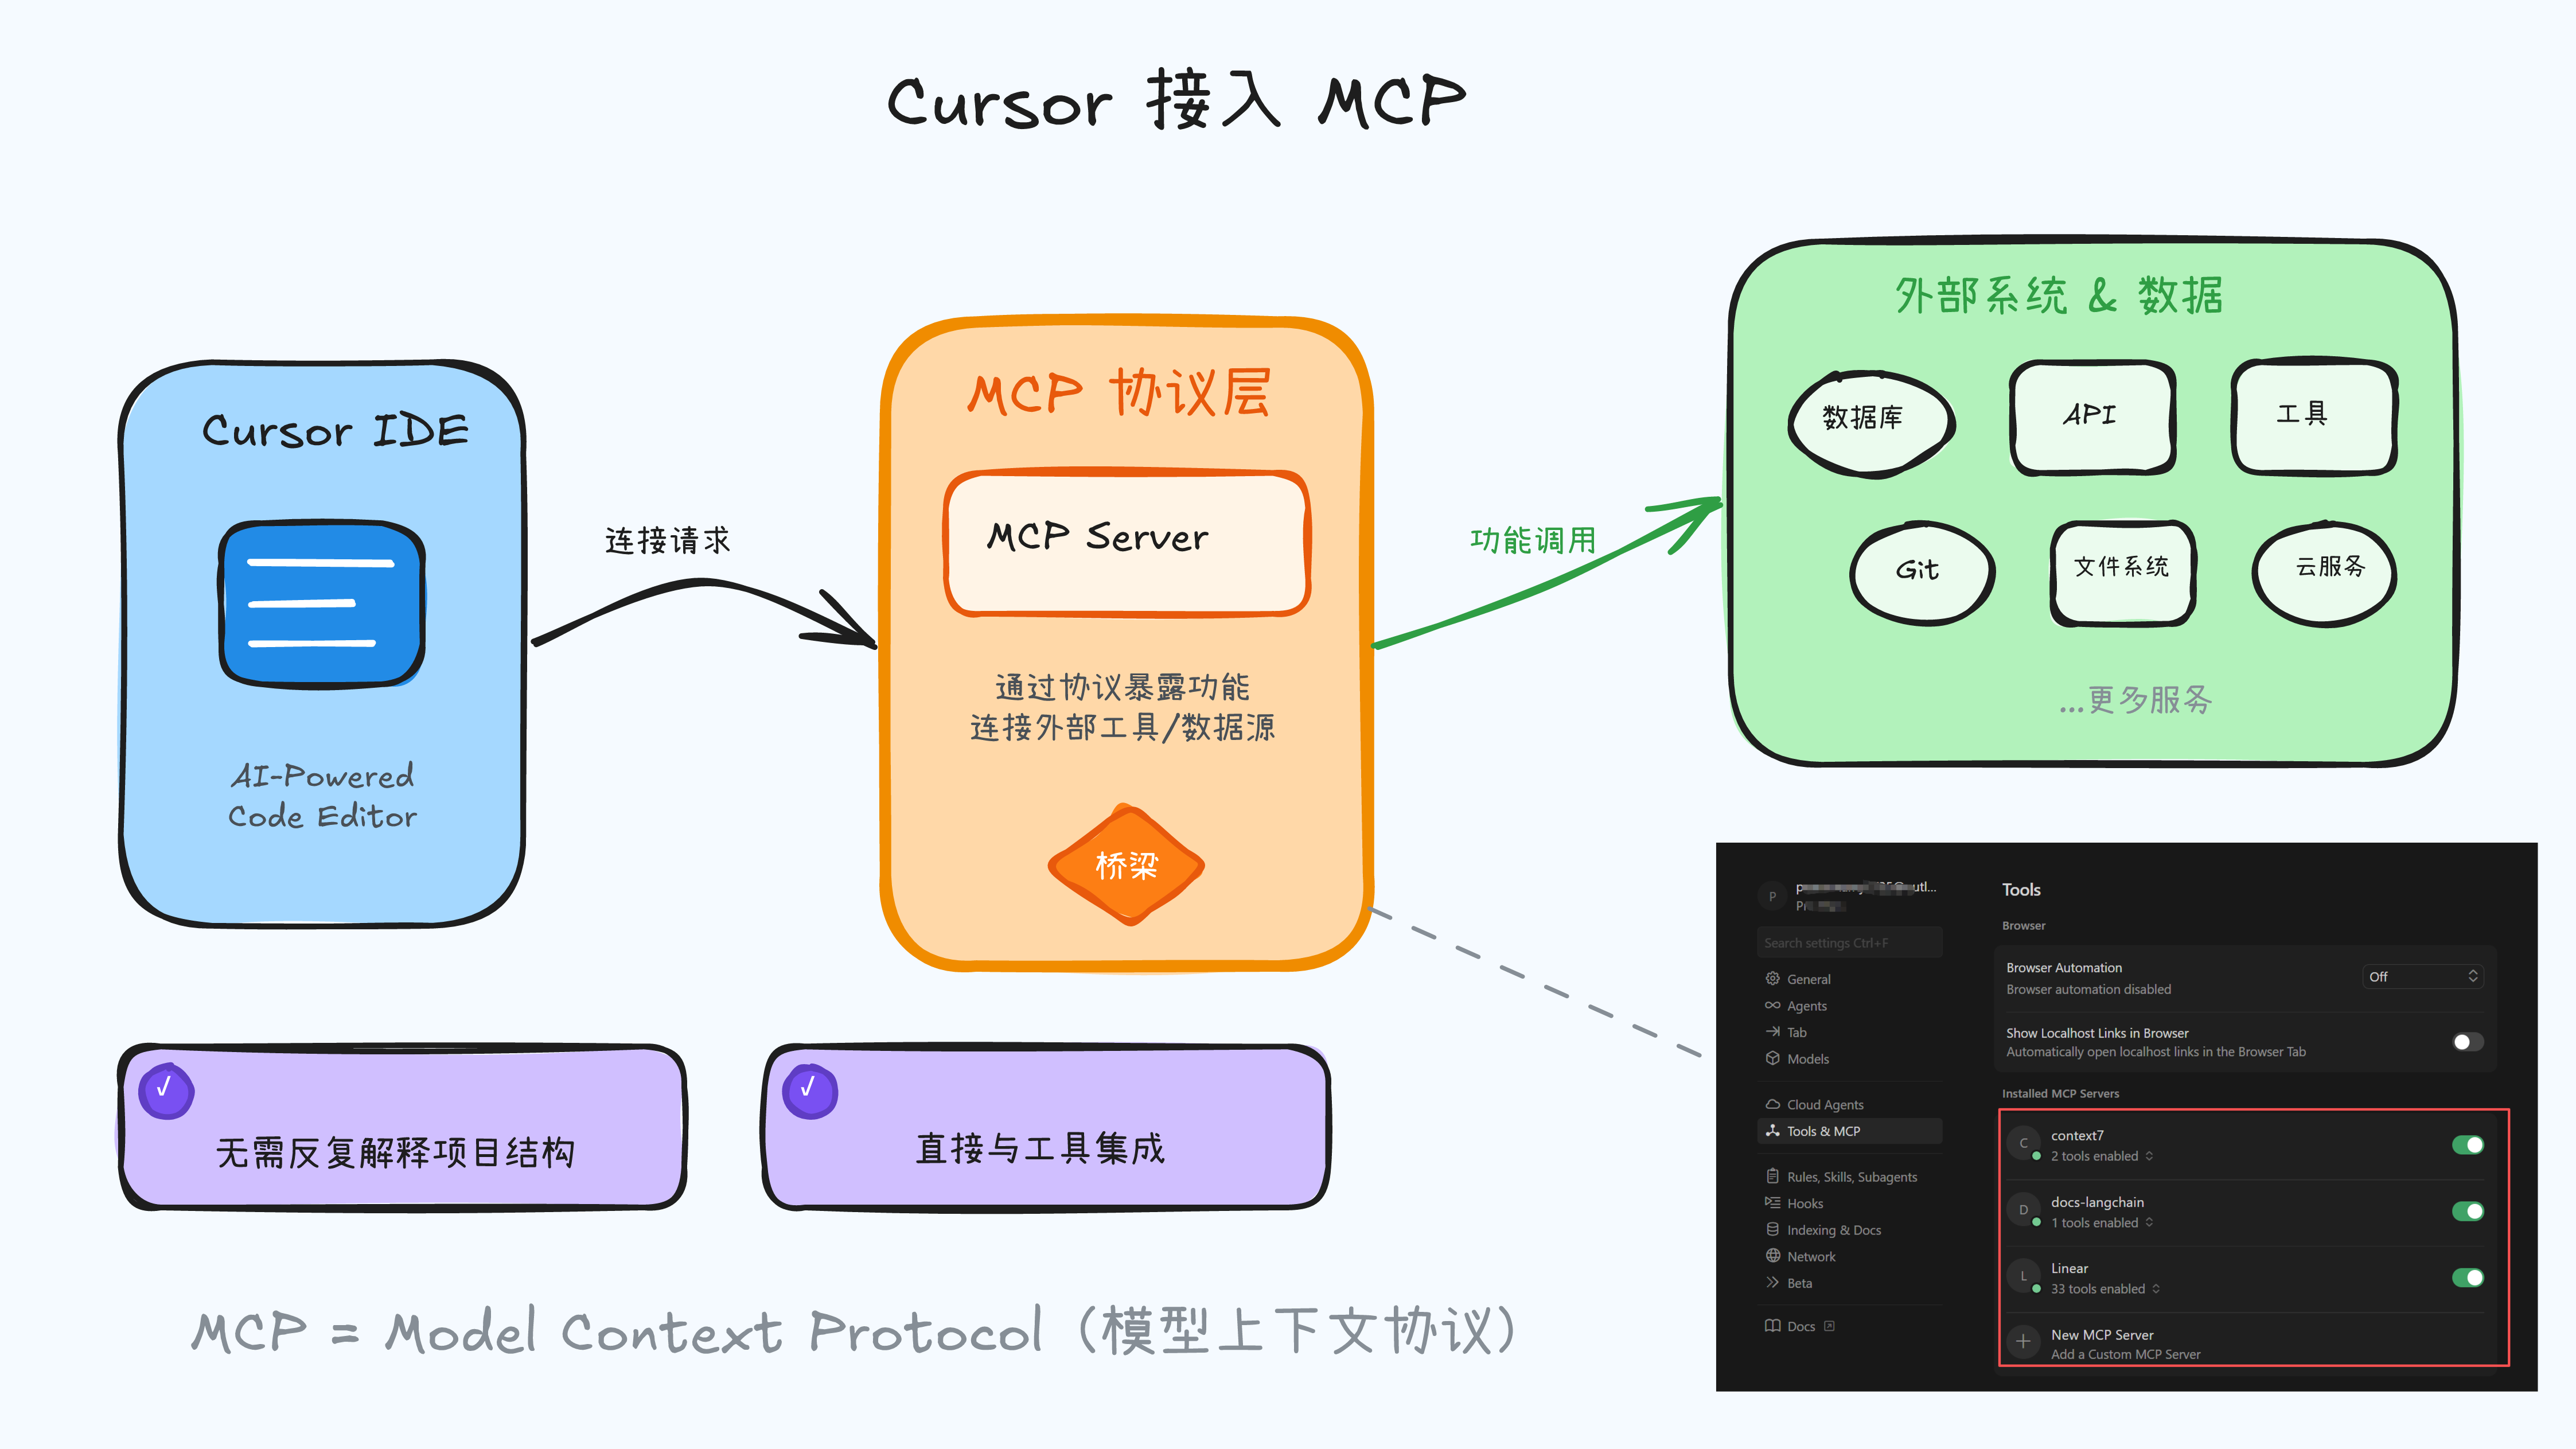 Cursor 接入 MCP
Cursor IDE
AI-Powered
Code Editor
连接请求
MCP 协议层
MCP Server
通过协议暴露功能
连接外部工具/数据源
桥梁
功能调用
外部系统 & 数据
数据库
API
工具
Git
文件系统
云服务
...更多服务
√
无需反复解释项目结构
√
直接与工具集成
MCP = Model Context Protocol（模型上下文协议）
P
utl...
Search settings Ctrl+F
General
Agents
Tab
Models
Cloud Agents
Tools & MCP
Rules, Skills, Subagents
Hooks
Indexing & Docs
Network
Beta
Docs
Tools
Browser
Browser Automation
Off
Browser automation disabled
Show Localhost Links in Browser
Automatically open localhost links in the Browser Tab
Installed MCP Servers
C
context7
2 tools enabled
D
docs-langchain
1 tools enabled
L
Linear
33 tools enabled
New MCP Server
Add a Custom MCP Server